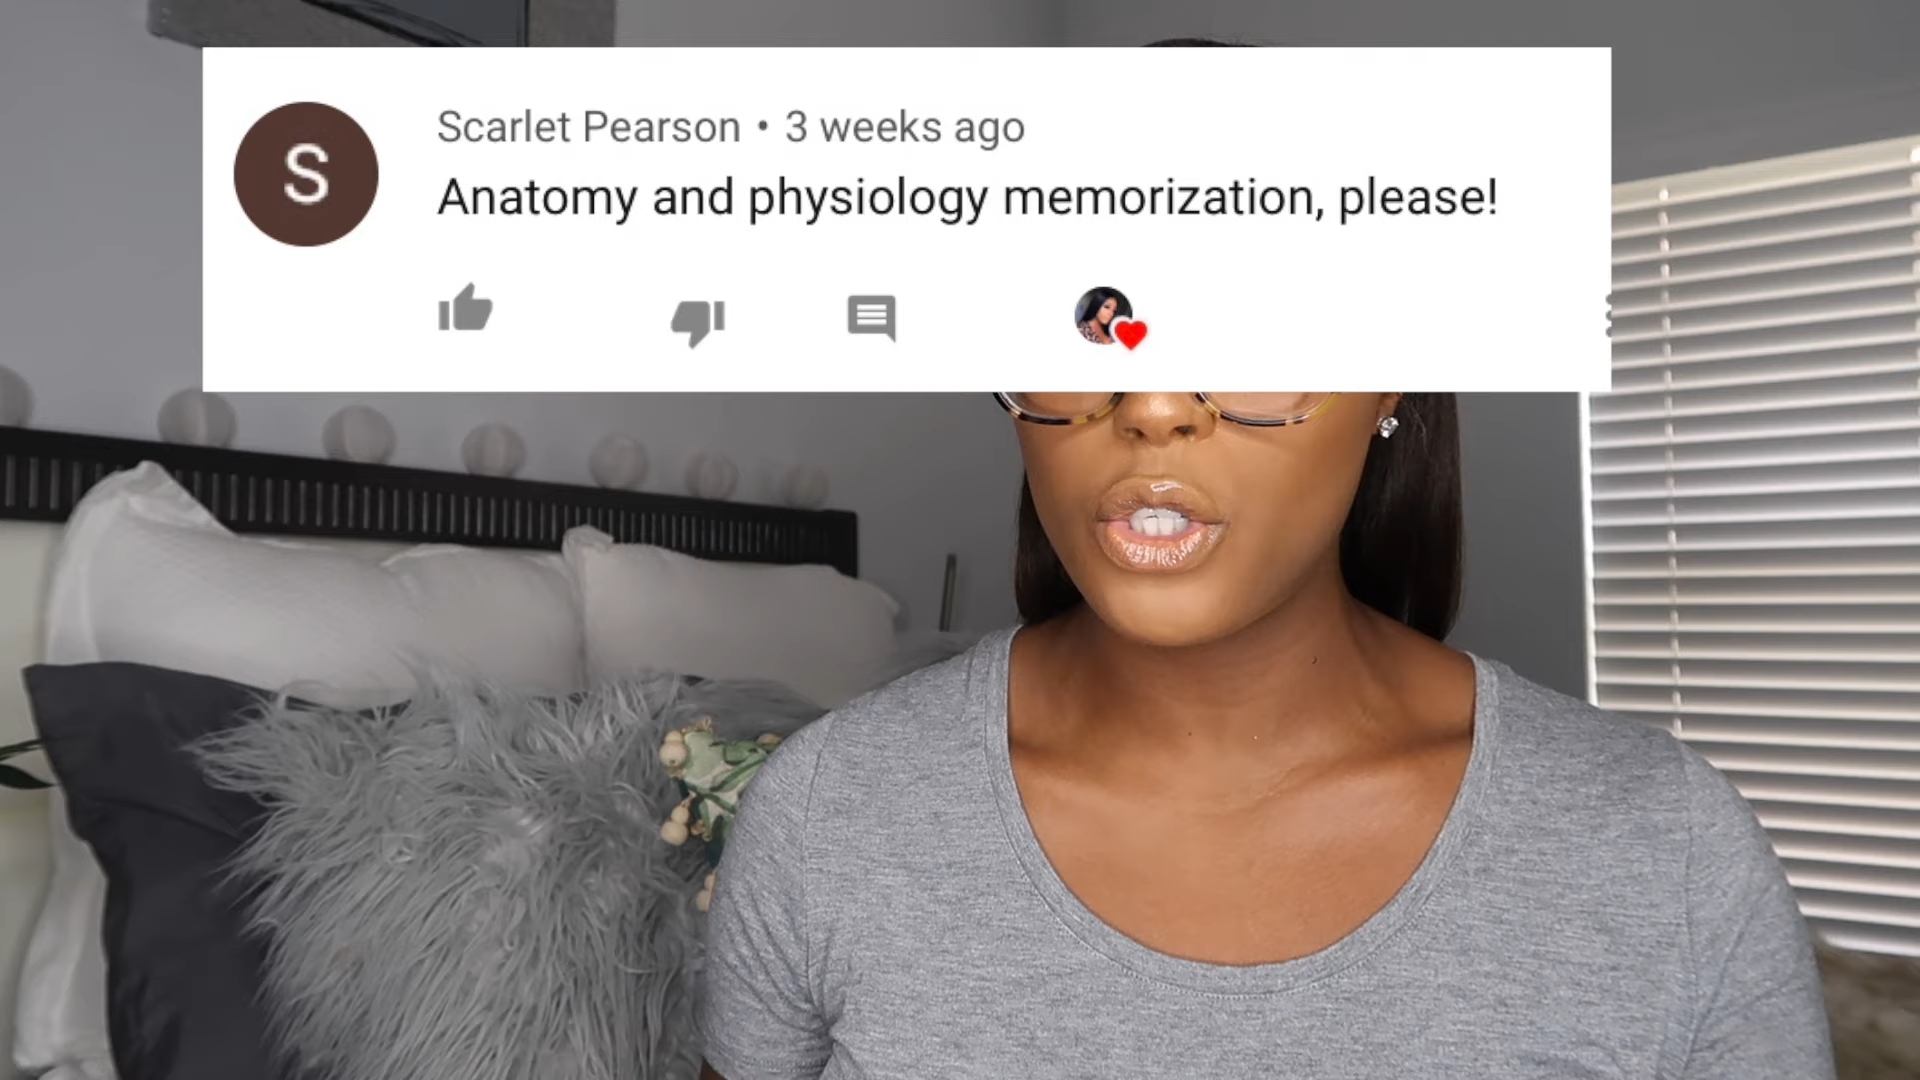 S
Scarlet Pearson • 3 weeks ago
Anatomy and physiology memorization, please!